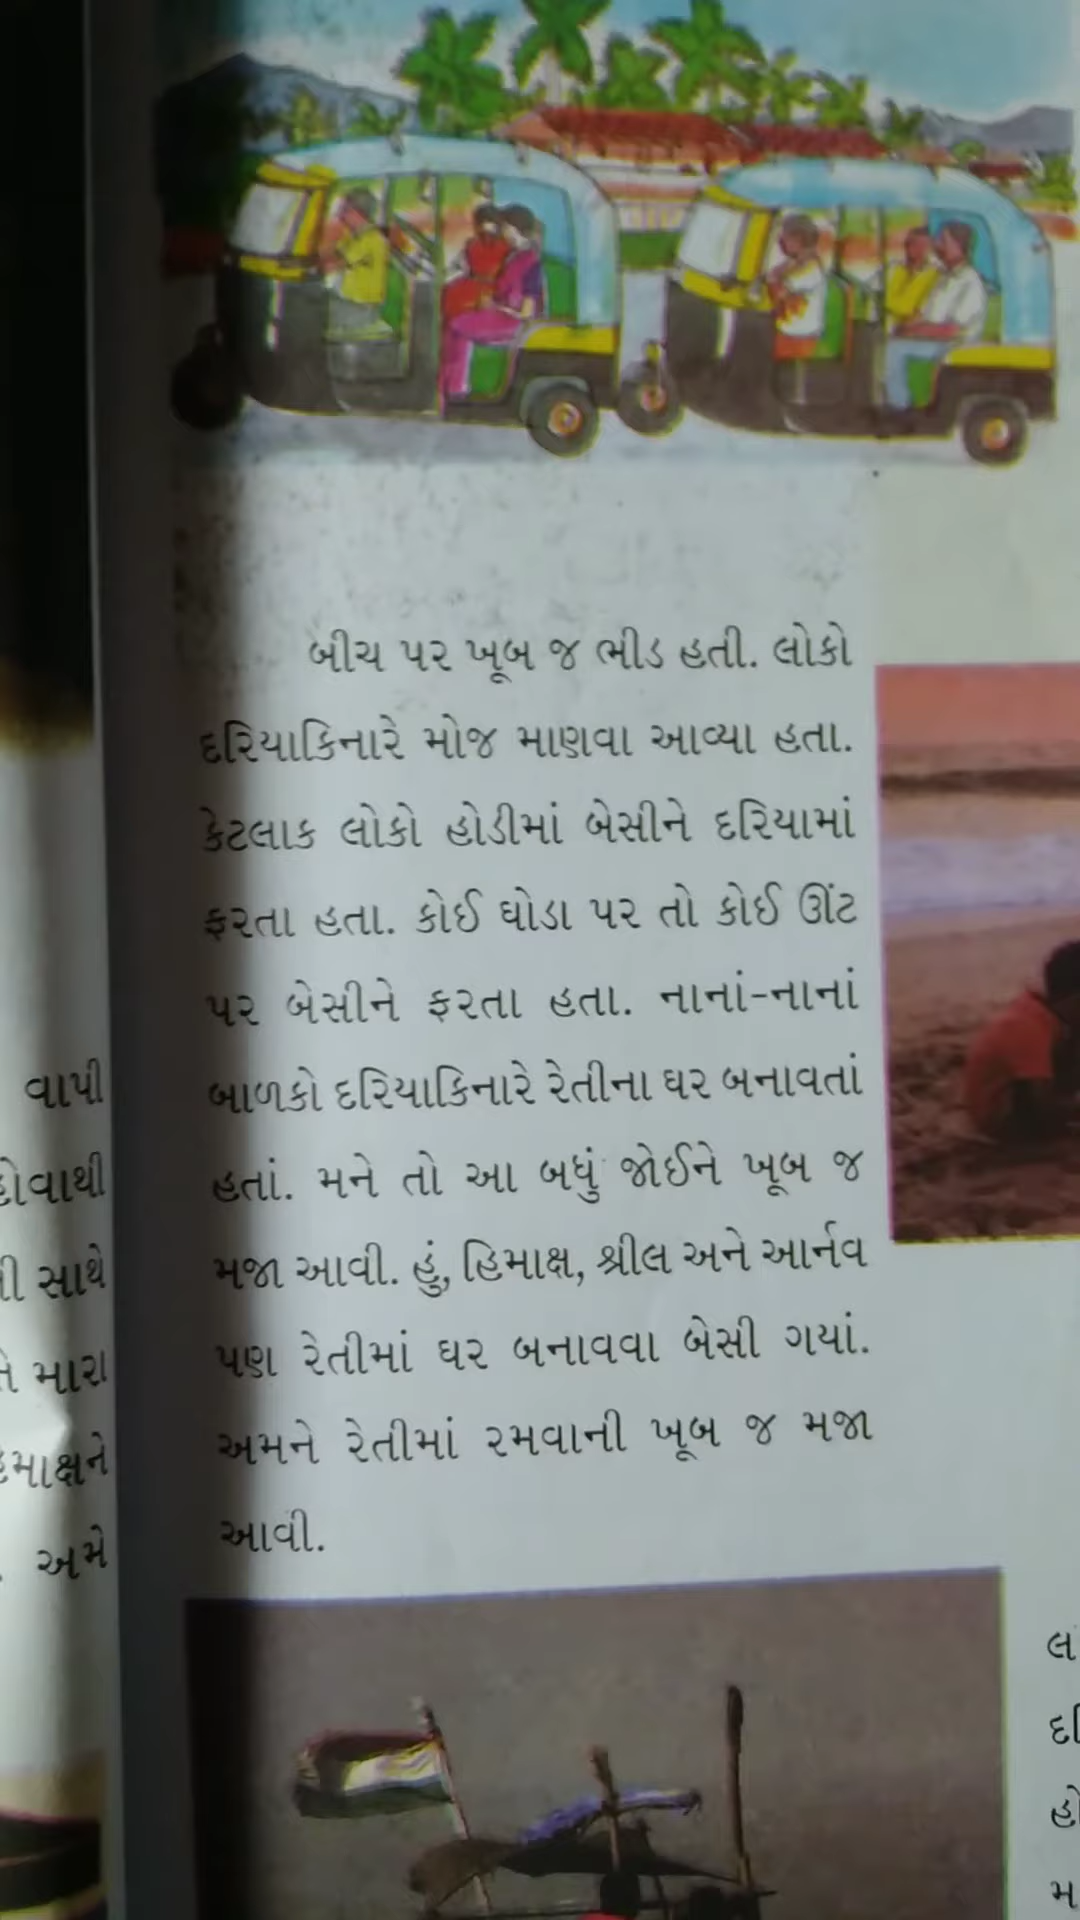 બીચ પર ખૂબ જ ભીડ હતી. લોકો
દરિયાકિનારે મોજ માણવા આવ્યા હતા.
કેટલાક લોકો હોડીમાં બેસીને દરિયામાં
ફરતા હતા. કોઈ ઘોડા પર તો કોઈ ઊંટ
પર બેસીને ફરતા હતા. નાનાં-નાનાં
બાળકો દરિયાકિનારે રેતીના ઘર બનાવતાં
હતાં. મને તો આ બધું જોઈને ખૂબ જ
મજા આવી. હું, હિમાક્ષ, શ્રીલ અને આર્નવ
પણ રેતીમાં ઘર બનાવવા બેસી ગયાં.
અમને રેતીમાં રમવાની ખૂબ જ મજા
આવી.
વાપી
સાથે
મારા
અમે